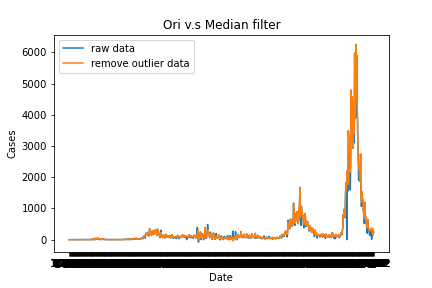 Ori v.s Median filter
raw data
remove outlier data
6000
5000
4000
3000
2000
1000
0
Cases
Date